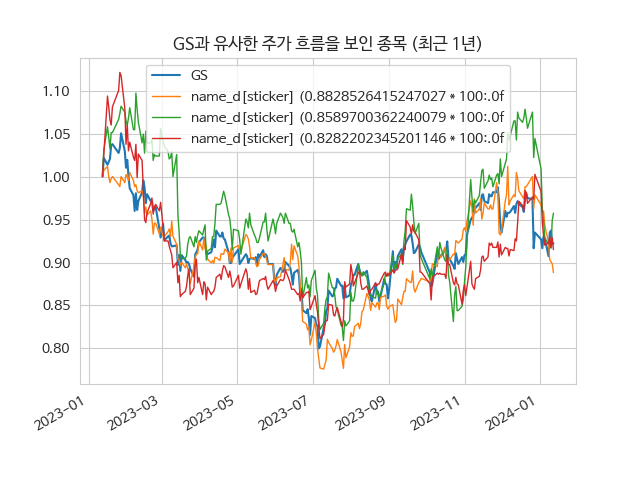 GS과 유사한 주가 흐름을 보인 종목 (최근 1년)
GS
name_d[sticker] (0.8828526415247027 * 100:.0f
name_d[sticker] (0.8589700362240079 * 100:.0f
name_d[sticker] (0.8282202345201146 * 100:.0f
1.10
1.05
1.00
0.95
0.90
0.85
0.80
2023-01
2023-03
2023-05
2023-07
2023-09
2023-11
2024-01